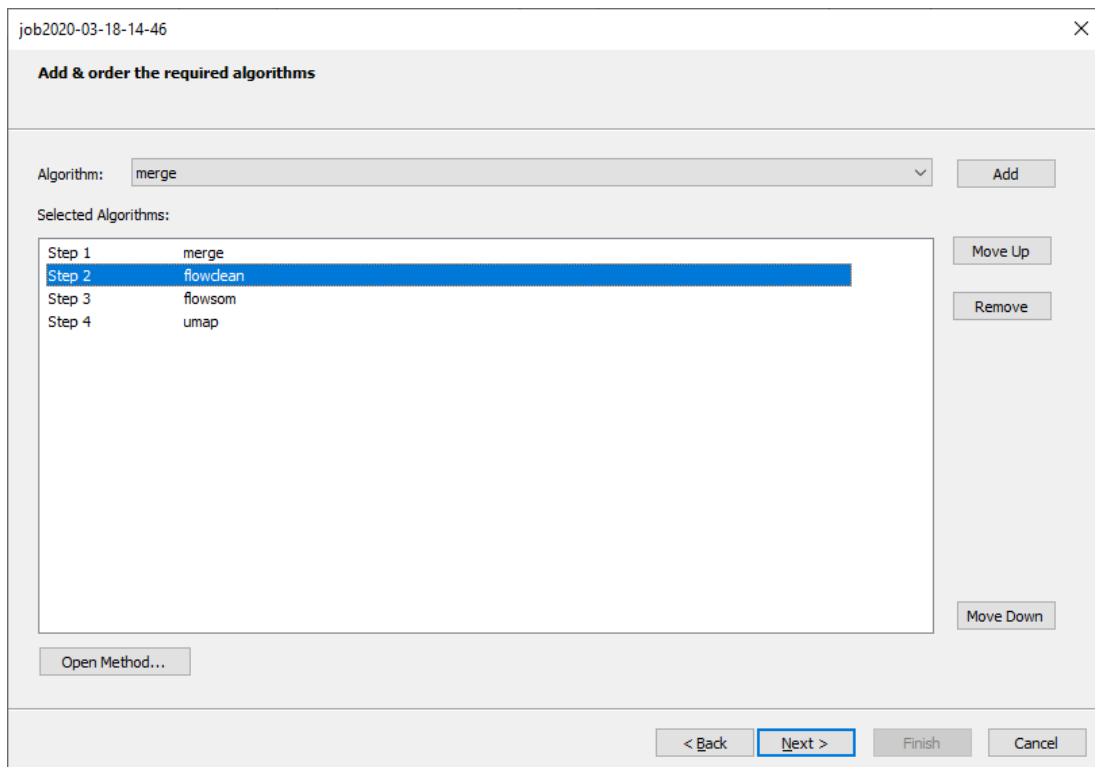 job2020-03-18-14-46
Add & order the required algorithms
Algorithm: merge Add
Selected Algorithms:
Step 1 merge
Step 2 flowclean
Step 3 flowsom
Step 4 umap
Move Up
Remove
Move Down
Open Method...
< Back Next > Finish Cancel